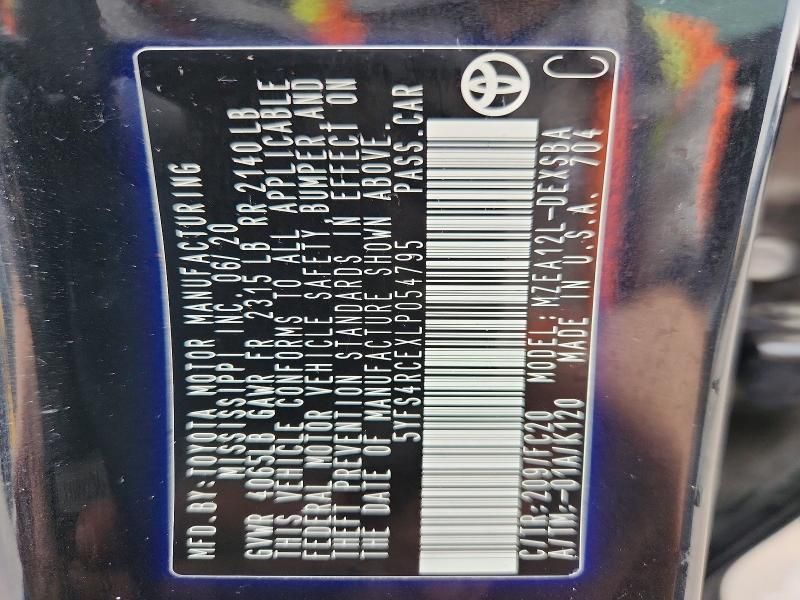 MFD.BY:TOYOTA MOTOR MANUFACTURING
MISSISSIPPI INC. 06/20
GVWR 4065LB GAWR FR 2315 LB RR 2140LB
THIS VEHICLE CONFORMS TO ALL APPLICABLE
FEDERAL MOTOR VEHICLE SAFETY, BUMPER, AND
THEFT PREVENTION STANDARDS IN EFFECT ON
THE DATE OF MANUFACTURE SHOWN ABOVE.
5YFS4RCEXLP054795 PASS.CAR
C/TR:209/FC20 MODEL:MZEA12L-DEXSBA
A/TM:-01A/K120 MADE IN U.S.A. 704
C